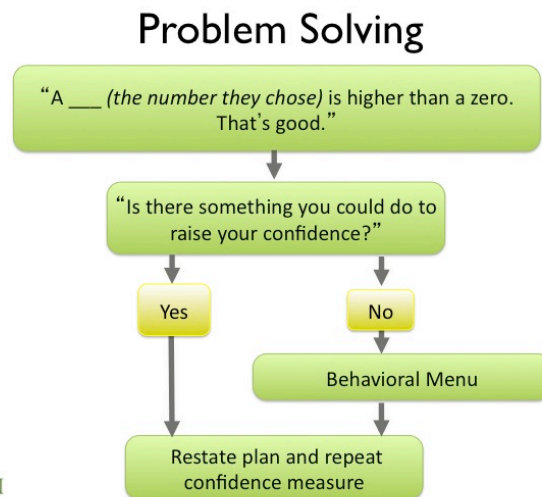 Problem Solving
“A ___ (the number they chose) is higher than a zero.
That’s good.”
“Is there something you could do to
raise your confidence?”
Yes
No
Behavioral Menu
Restate plan and repeat
confidence measure